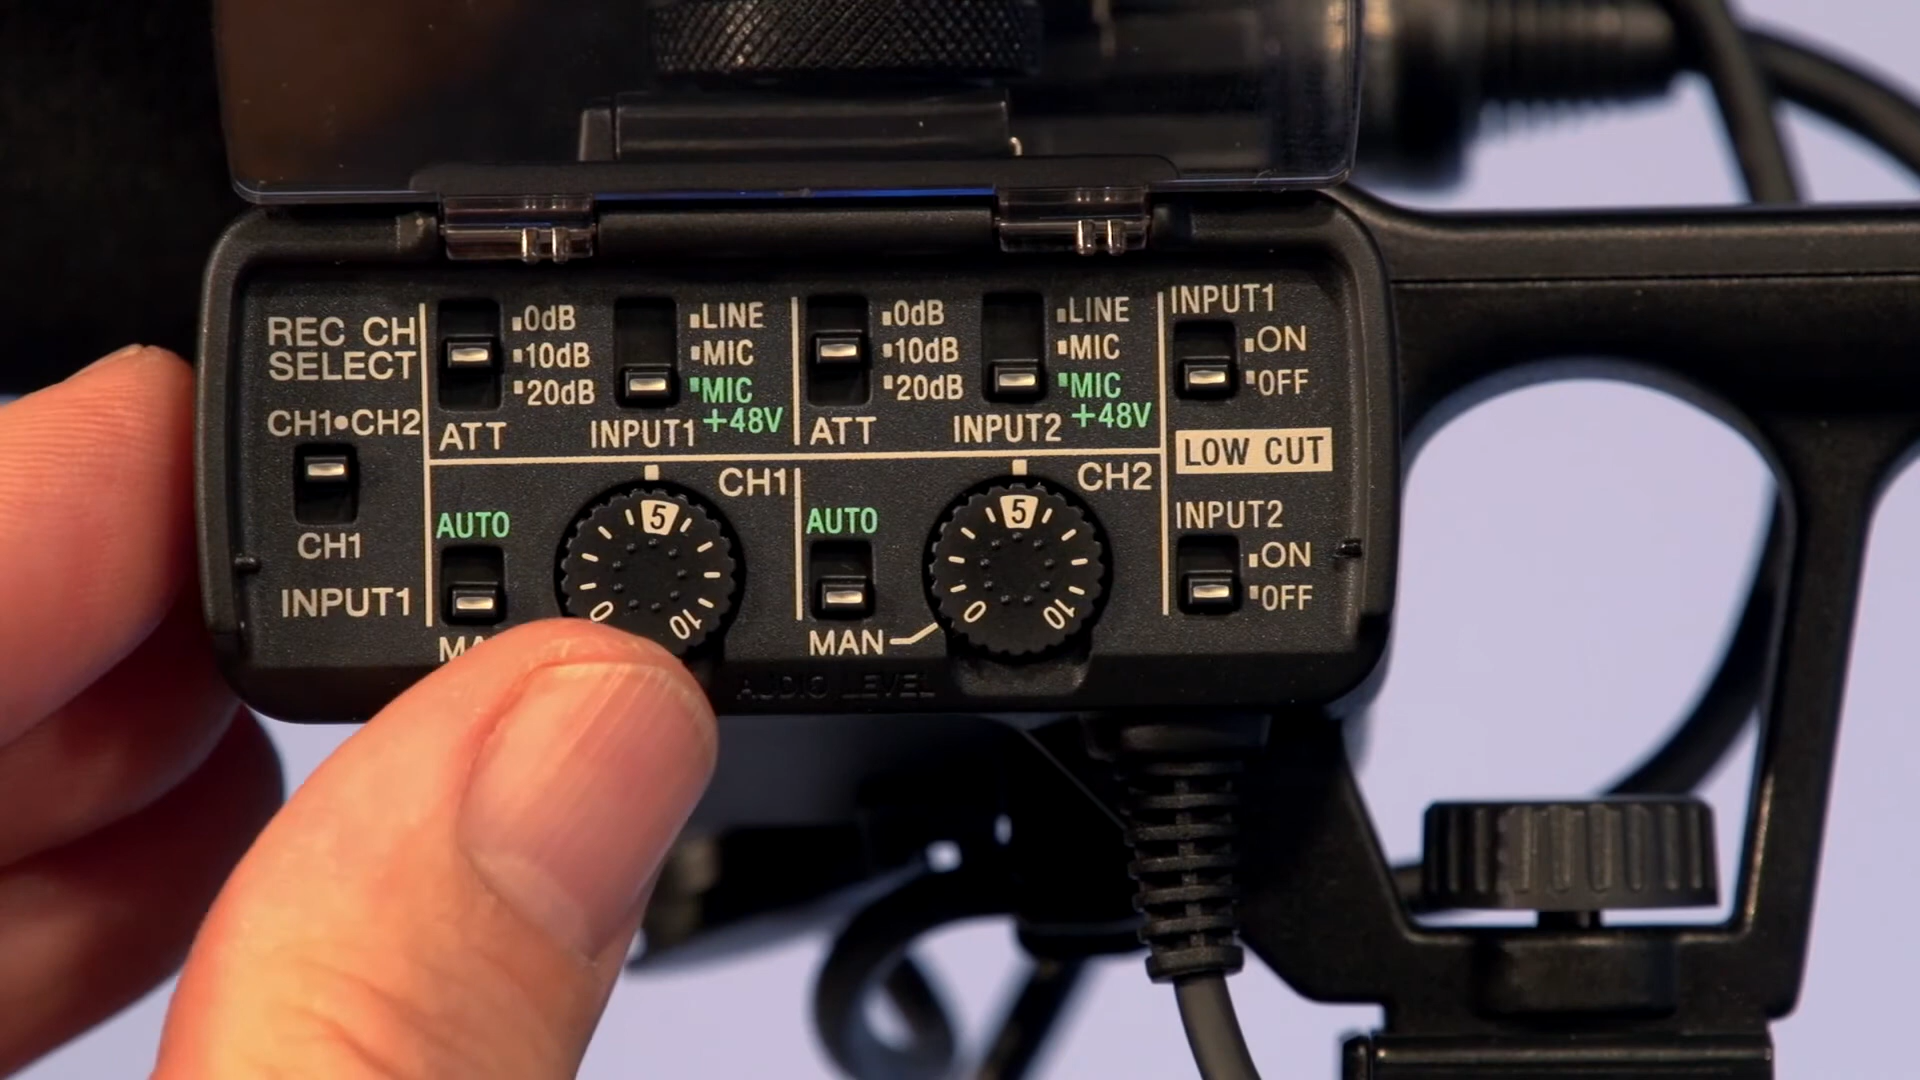 REC CH
SELECT
CH1•CH2
CH1
INPUT1
0dB
10dB
20dB
ATT
LINE
MIC
MIC
+48V
INPUT1
AUTO
CH1
5
0
10
0dB
10dB
20dB
ATT
LINE
MIC
MIC
+48V
INPUT2
AUTO
MAN
CH2
5
0
10
INPUT1
ON
OFF
LOW CUT
INPUT2
ON
OFF
AUDIO LEVEL